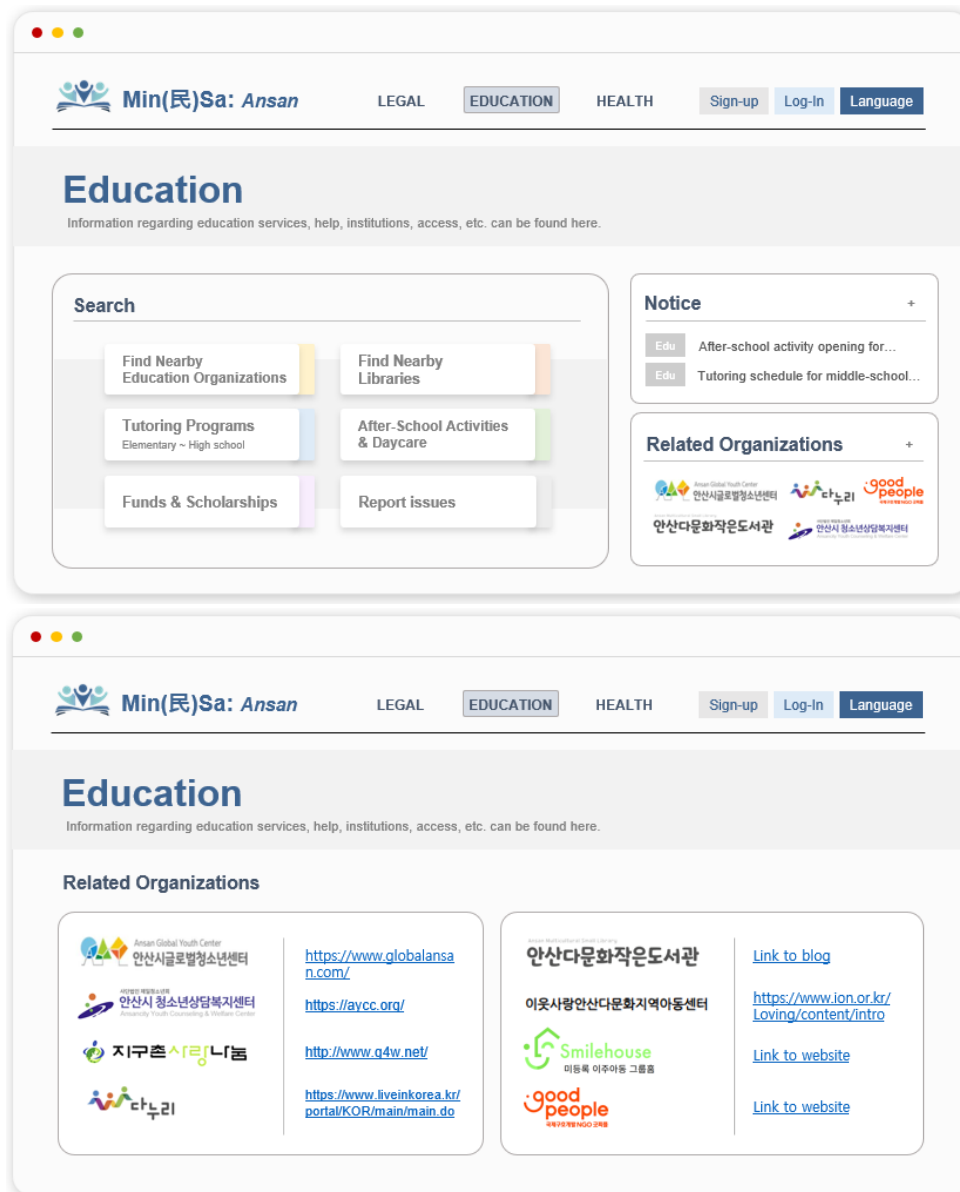 Min(民)Sa: Ansan
LEGAL
EDUCATION
HEALTH
Sign-up
Log-In
Language
Education
Information regarding education services, help, institutions, access, etc. can be found here.
Search
Find Nearby
Education Organizations
Find Nearby
Libraries
Tutoring Programs
Elementary ~ High school
After-School Activities
& Daycare
Funds & Scholarships
Report issues
Notice
+
Edu
After-school activity opening for...
Edu
Tutoring schedule for middle-school...
Related Organizations
+
Ansan Global Youth Center
안산시글로벌청소년센터
다누리
good
people
안산다문화작은도서관
안산시 청소년상담복지센터
Min(民)Sa: Ansan
LEGAL
EDUCATION
HEALTH
Sign-up
Log-In
Language
Education
Information regarding education services, help, institutions, access, etc. can be found here.
Related Organizations
Ansan Global Youth Center
안산시글로벌청소년센터
https://www.globalansa
n.com/
안산시 청소년상담복지센터
Ansancity Youth Counseling & Welfare Center
https://aycc.org/
지구촌사랑나눔
http://www.g4w.net/
다누리
https://www.liveinkorea.kr/
portal/KOR/main/main.do
Ansan Multicultural Small Library
안산다문화작은도서관
Link to blog
이웃사랑안산다문화지역아동센터
https://www.ion.or.kr/
Loving/content/intro
Smilehouse
미등록 이주아동 그룹홈
Link to website
good
people
Link to website